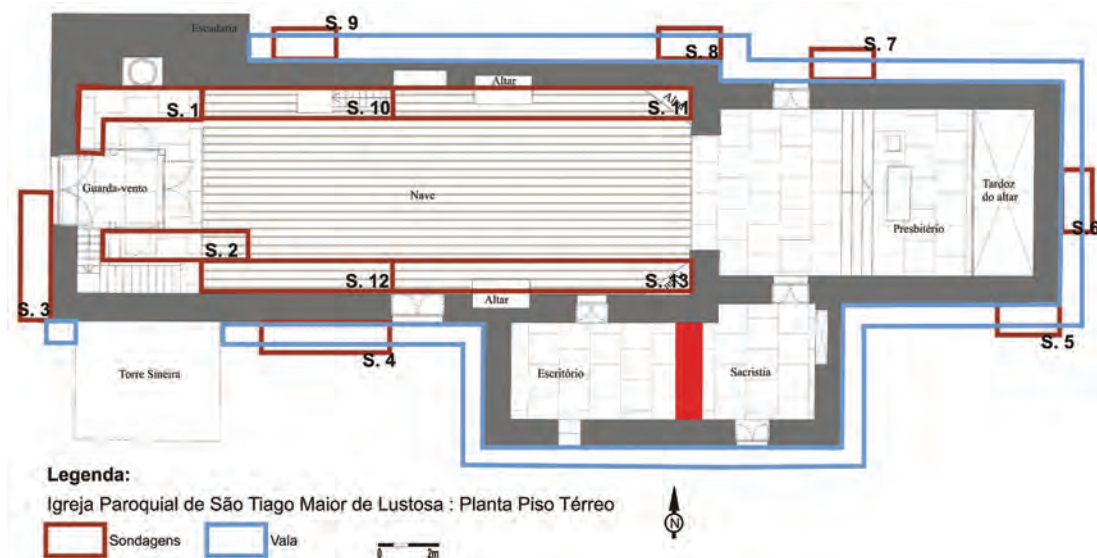 Escadaria
S. 9
S. 8
S. 7
S. 1
S. 10
Altar
Altar
S. 11
Guarda-vento
Nave
Presbitério
Tardoz
do altar
S. 6
S. 2
S. 12
Altar
S. 13
S. 3
S. 4
S. 5
Torre Sineira
Escritório
Sacristia
Legenda:
Igreja Paroquial de São Tiago Maior de Lustosa : Planta Piso Térreo
Sondagens
Vala
0 2m
N